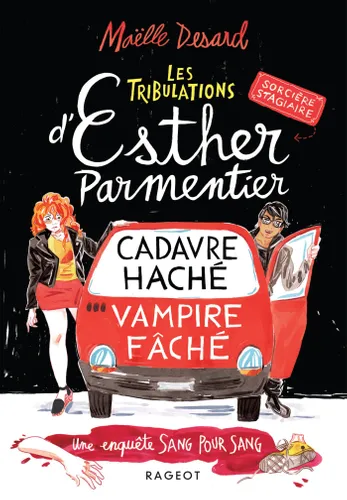 Maëlle Desard
LES
TRIBULATIONS
SORCIÈRE
STAGIAIRE
d'Esther
Parmentier
CADAVRE
HACHÉ
VAMPIRE
FÂCHÉ
une enquête SANG POUR SANG
RAGEOT